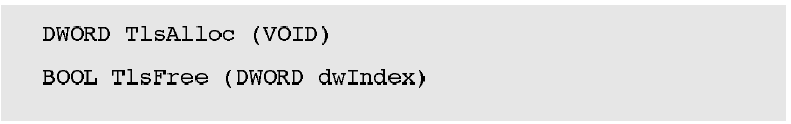 DWORD TlsAlloc (VOID)
BOOL TlsFree (DWORD dwIndex)